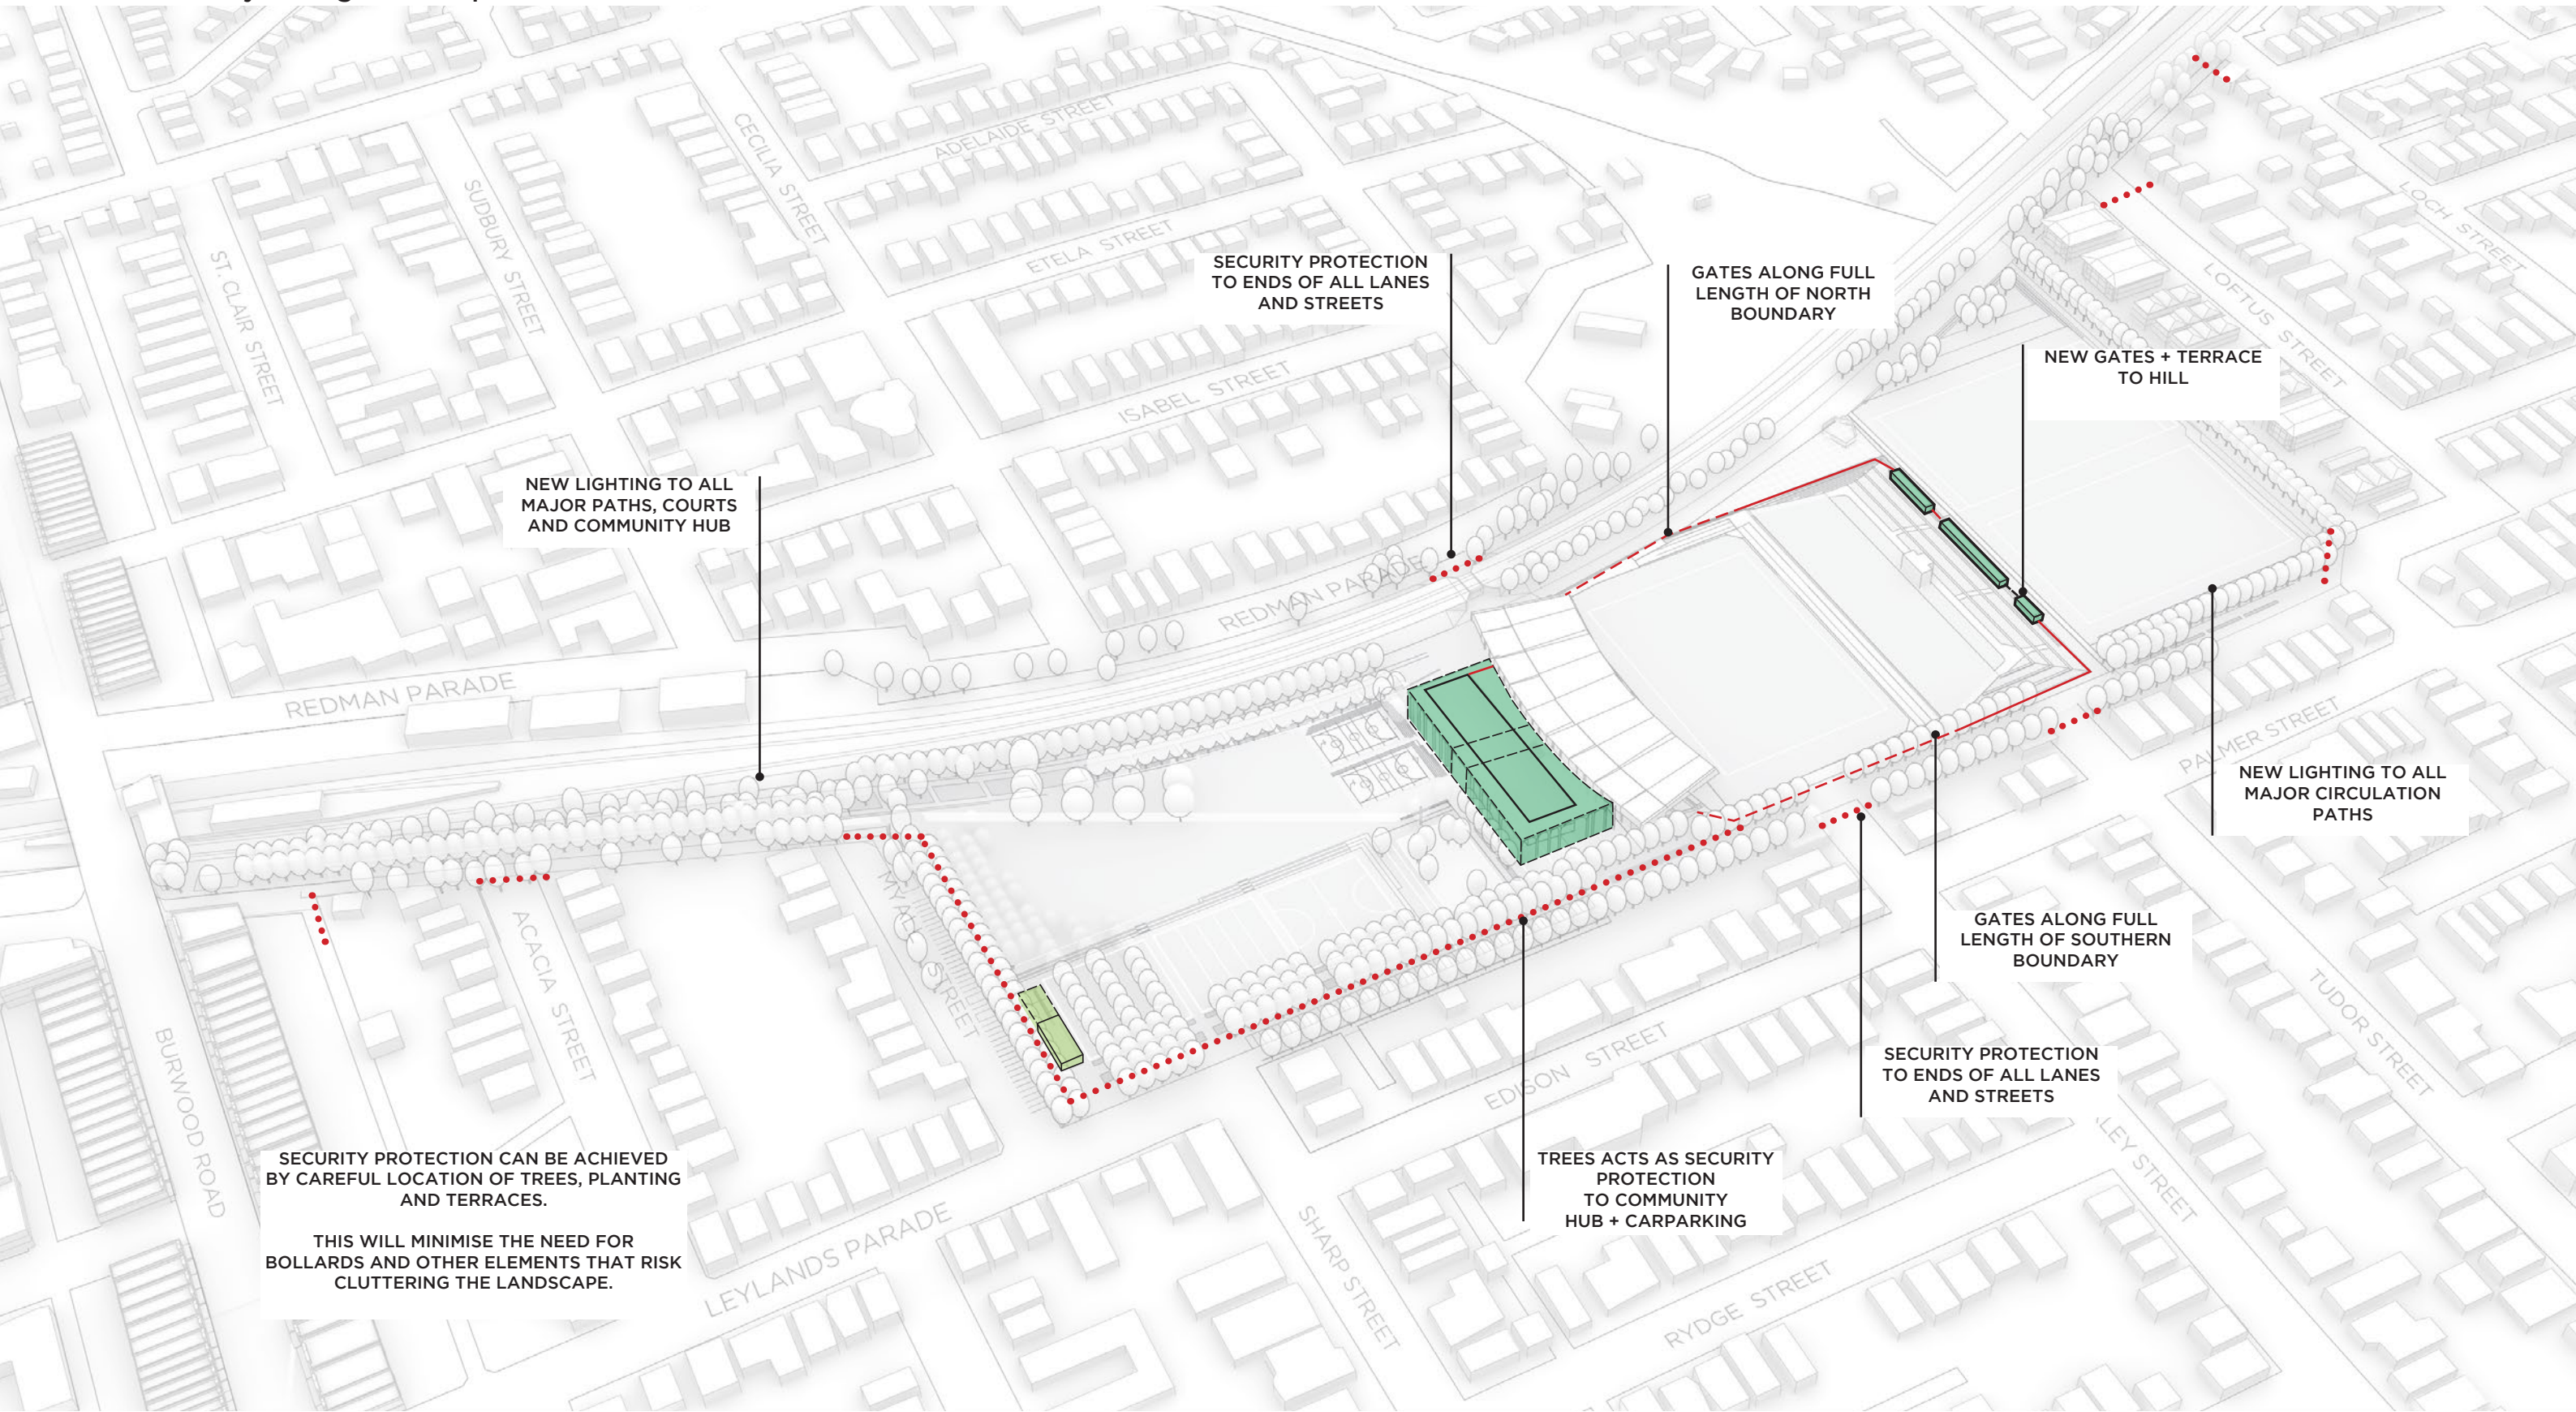 CECILIA STREET
ADELAIDE STREET
SUDBURY STREET
ST. CLAIR STREET
ETELA STREET
LOCH STREET
LOFTUS STREET
SECURITY PROTECTION
TO ENDS OF ALL LANES
AND STREETS
GATES ALONG FULL
LENGTH OF NORTH
BOUNDARY
NEW GATES + TERRACE
TO HILL
ISABEL STREET
NEW LIGHTING TO ALL
MAJOR PATHS, COURTS
AND COMMUNITY HUB
REDMAN PARADE
REDMAN PARADE
PALMER STREET
NEW LIGHTING TO ALL
MAJOR CIRCULATION
PATHS
ACACIA STREET
STREET
GATES ALONG FULL
LENGTH OF SOUTHERN
BOUNDARY
TUDOR STREET
BURWOOD ROAD
EDISON STREET
SECURITY PROTECTION
TO ENDS OF ALL LANES
AND STREETS
LEY STREET
SECURITY PROTECTION CAN BE ACHIEVED
BY CAREFUL LOCATION OF TREES, PLANTING
AND TERRACES.
THIS WILL MINIMISE THE NEED FOR
BOLLARDS AND OTHER ELEMENTS THAT RISK
CLUTTERING THE LANDSCAPE.
TREES ACTS AS SECURITY
PROTECTION
TO COMMUNITY
HUB + CARPARKING
LEYLANDS PARADE
SHARP STREET
RYDGE STREET